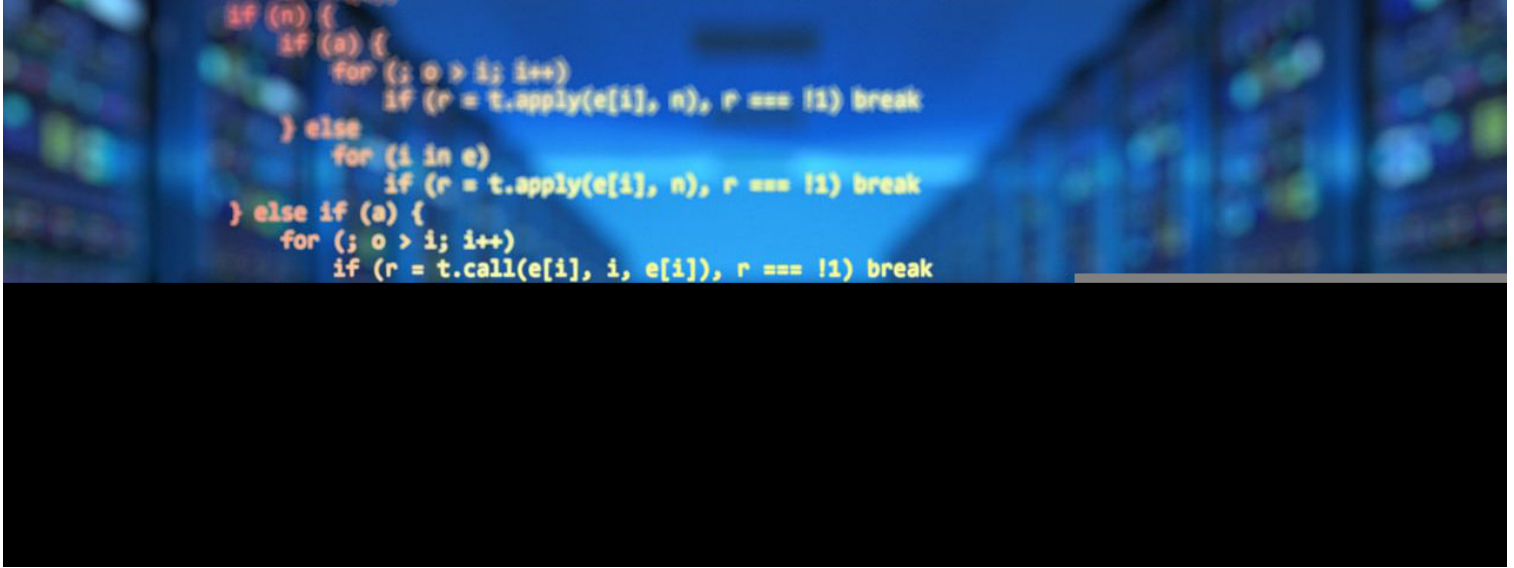 if (n) {
if (a) {
for (; o > i; i++)
if (r = t.apply(e[i], n), r === !1) break
} else
for (i in e)
if (r = t.apply(e[i], n), r === !1) break
} else if (a) {
for (; o > i; i++)
if (r = t.call(e[i], i, e[i]), r === !1) break